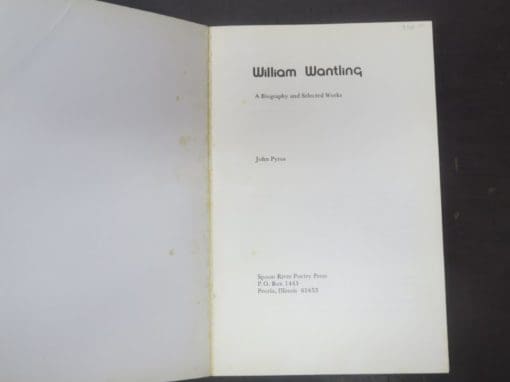 William Wantling
A Biography and Selected Works
John Pyros
Spoon River Poetry Press
P.O. Box 1443
Peoria, Illinois 61655